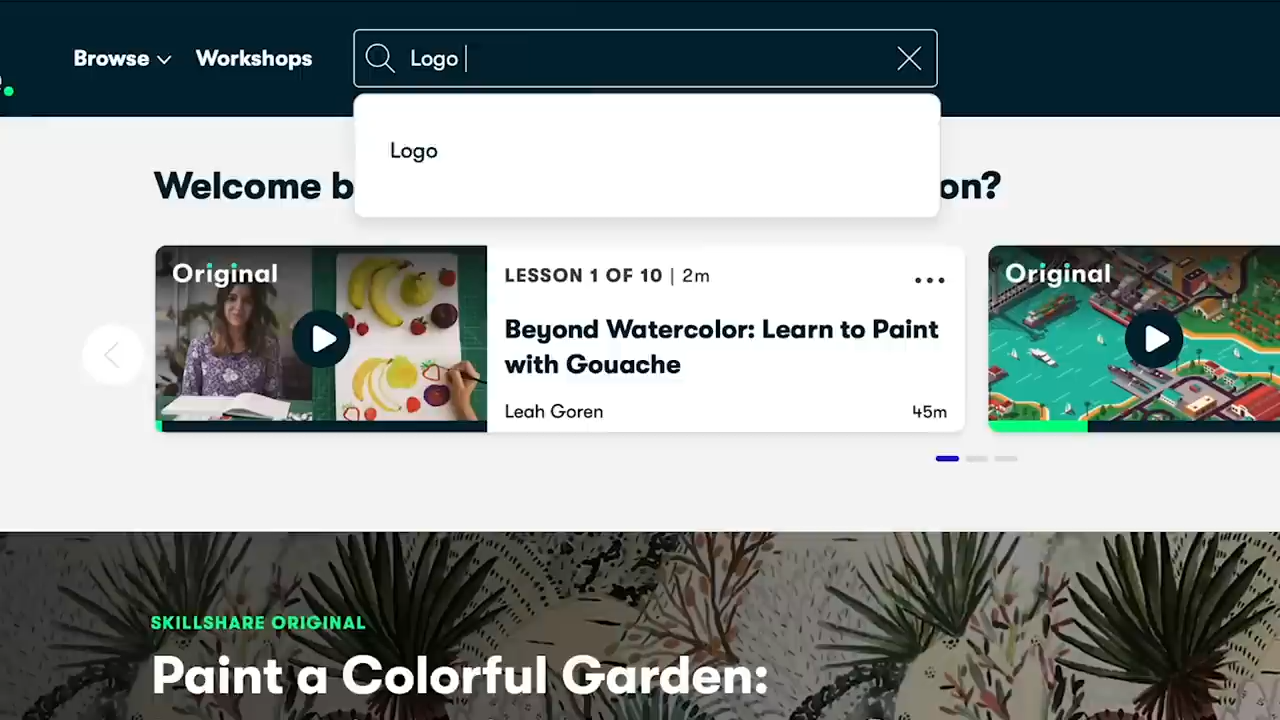 Browse
Workshops
Logo
Logo
Welcome b
on?
Original
LESSON 1 OF 10 | 2m
Beyond Watercolor: Learn to Paint
with Gouache
Leah Goren
45m
Original
SKILLSHARE ORIGINAL
Paint a Colorful Garden: